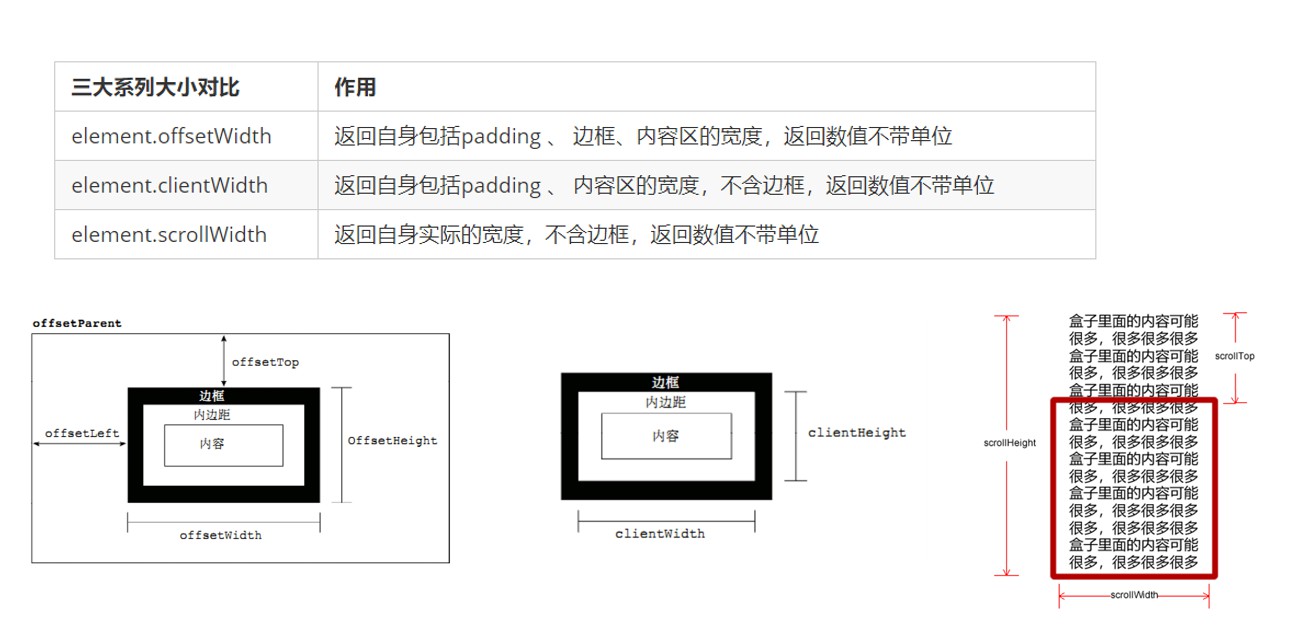 三大系列大小对比 作用
element.offsetWidth 返回自身包括padding 、 边框、内容区的宽度，返回数值不带单位
element.clientWidth 返回自身包括padding 、 内容区的宽度，不含边框，返回数值不带单位
element.scrollWidth 返回自身实际的宽度，不含边框，返回数值不带单位
offsetParent
offsetTop
边框
内边距
内容
offsetLeft
OffsetHeight
offsetWidth
边框
内边距
内容
clientHeight
clientWidth
盒子里面的内容可能
很多，很多很多很多
盒子里面的内容可能
很多，很多很多很多
盒子里面的内容可能
很多，很多很多很多
盒子里面的内容可能
很多，很多很多很多
盒子里面的内容可能
很多，很多很多很多
盒子里面的内容可能
很多，很多很多很多
很多，很多很多很多
盒子里面的内容可能
很多，很多很多很多
scrollTop
scrollHeight
scrollWidth